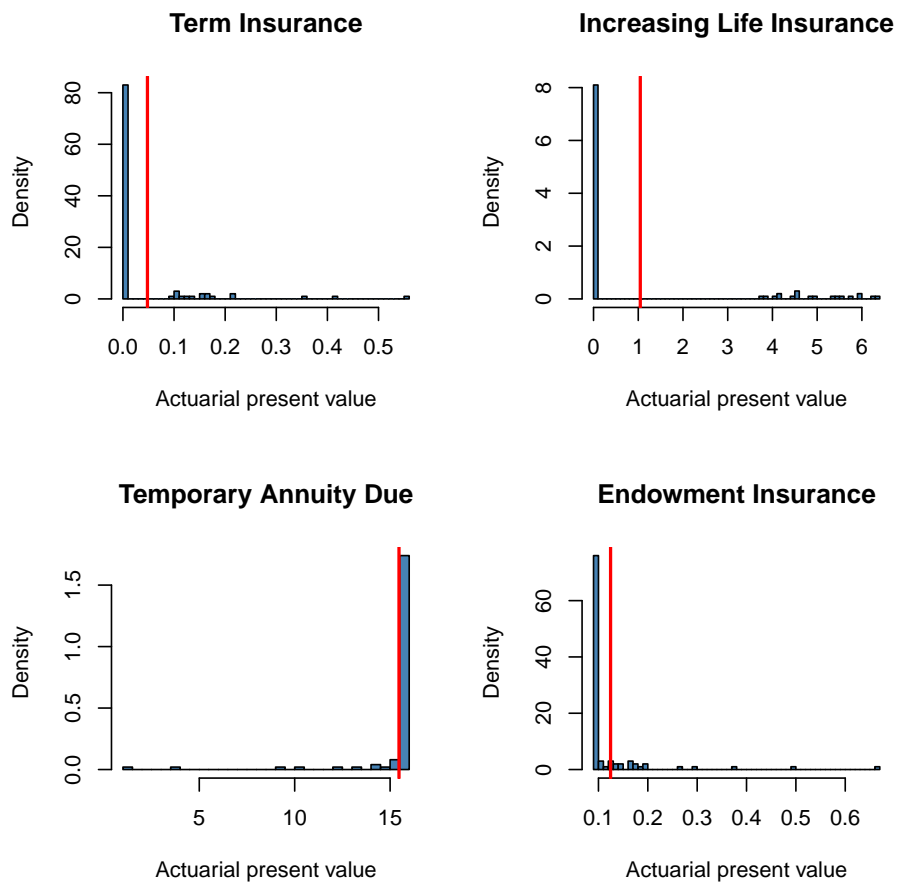 Term Insurance
Density
0 20 40 60 80
0.0 0.1 0.2 0.3 0.4 0.5
Actuarial present value
Increasing Life Insurance
Density
0 2 4 6 8
0 1 2 3 4 5 6
Actuarial present value
Temporary Annuity Due
Density
0.0 0.5 1.0 1.5
5 10 15
Actuarial present value
Endowment Insurance
Density
0 20 40 60
0.1 0.2 0.3 0.4 0.5 0.6
Actuarial present value